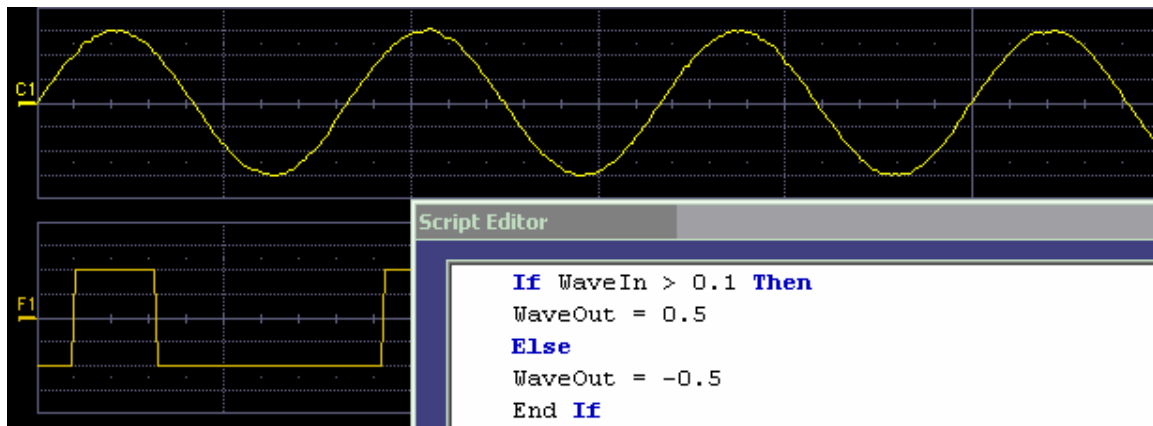 C1
F1
Script Editor
If WaveIn > 0.1 Then
WaveOut = 0.5
Else
WaveOut = -0.5
End If